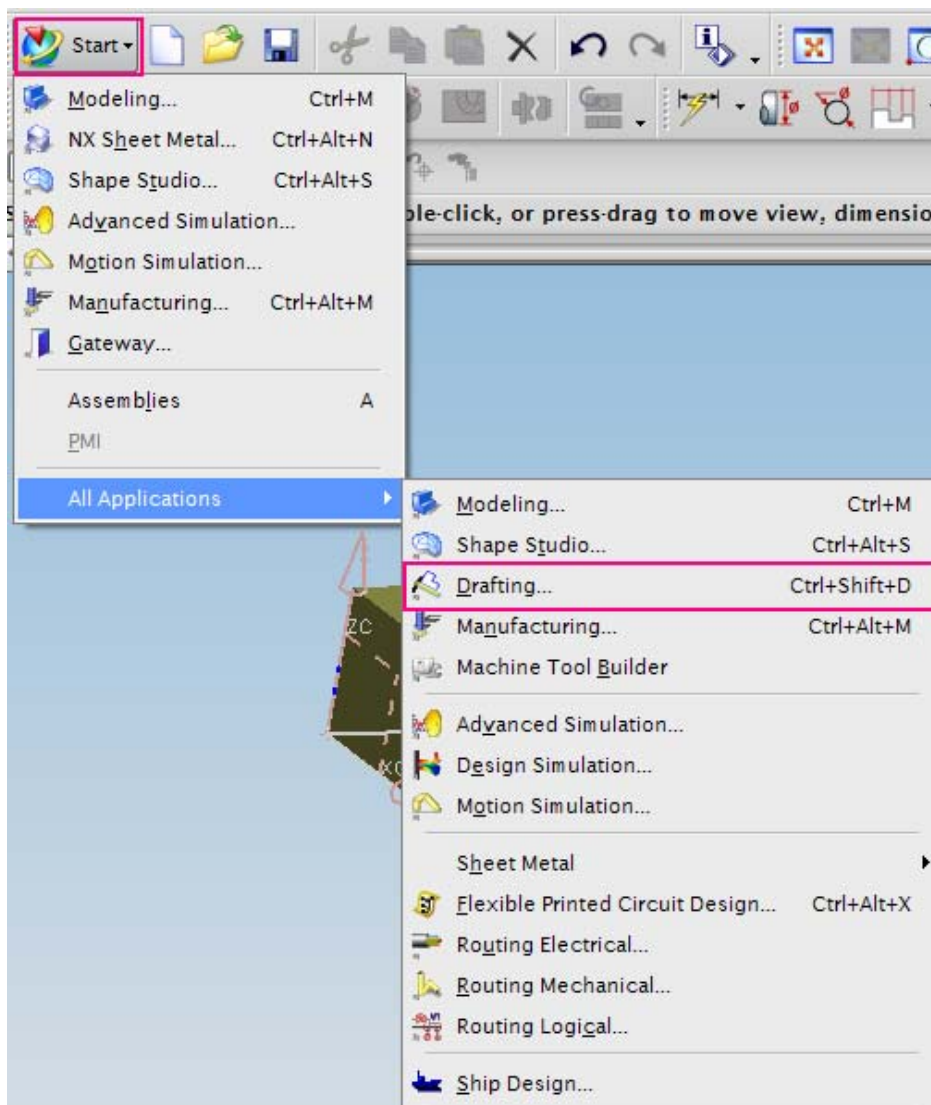 Start
Modeling... Ctrl+M
NX Sheet Metal... Ctrl+Alt+N
Shape Studio... Ctrl+Alt+S
Advanced Simulation...
ble-click, or press-drag to move view, dimensio
Motion Simulation...
Manufacturing... Ctrl+Alt+M
Gateway...
Assemblies A
PMI
All Applications
Modeling... Ctrl+M
Shape Studio... Ctrl+Alt+S
Drafting... Ctrl+Shift+D
ZC
Manufacturing... Ctrl+Alt+M
Machine Tool Builder
Advanced Simulation...
Design Simulation...
Motion Simulation...
Sheet Metal
Flexible Printed Circuit Design... Ctrl+Alt+X
Routing Electrical...
Routing Mechanical...
Routing Logical...
Ship Design...